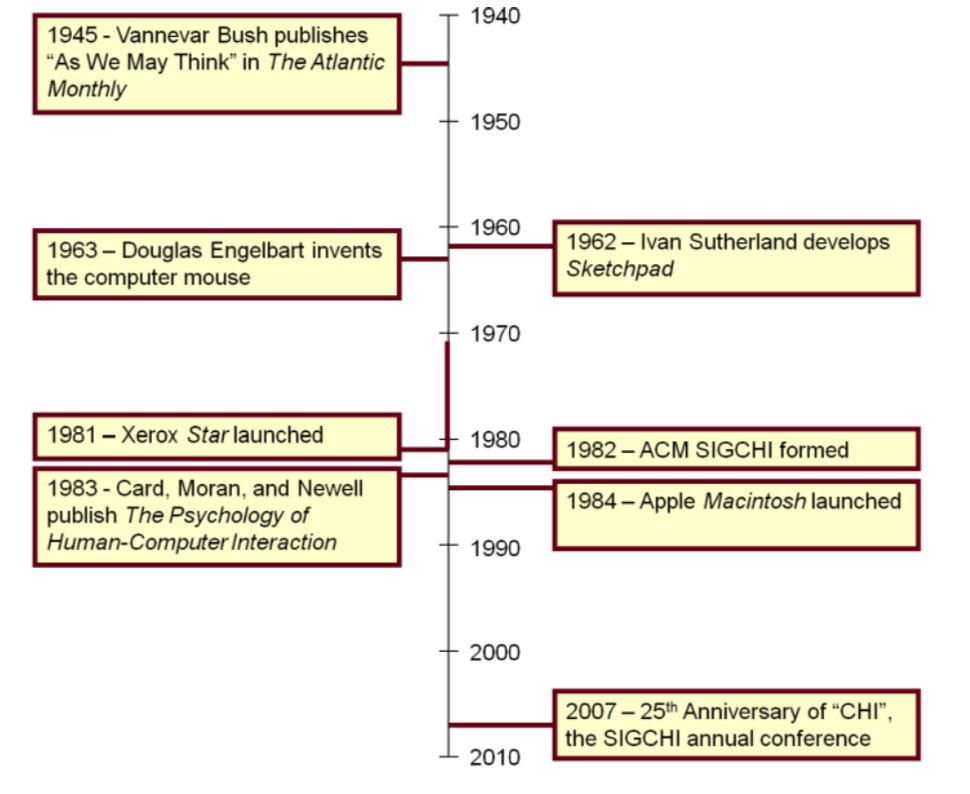 1940
1945 - Vannevar Bush publishes
“As We May Think” in The Atlantic
Monthly
1950
1960
1963 – Douglas Engelbart invents
the computer mouse
1962 – Ivan Sutherland develops
Sketchpad
1970
1980
1981 – Xerox Star launched
1982 – ACM SIGCHI formed
1983 - Card, Moran, and Newell
publish The Psychology of
Human-Computer Interaction
1984 – Apple Macintosh launched
1990
2000
2007 – 25th Anniversary of “CHI”,
the SIGCHI annual conference
2010